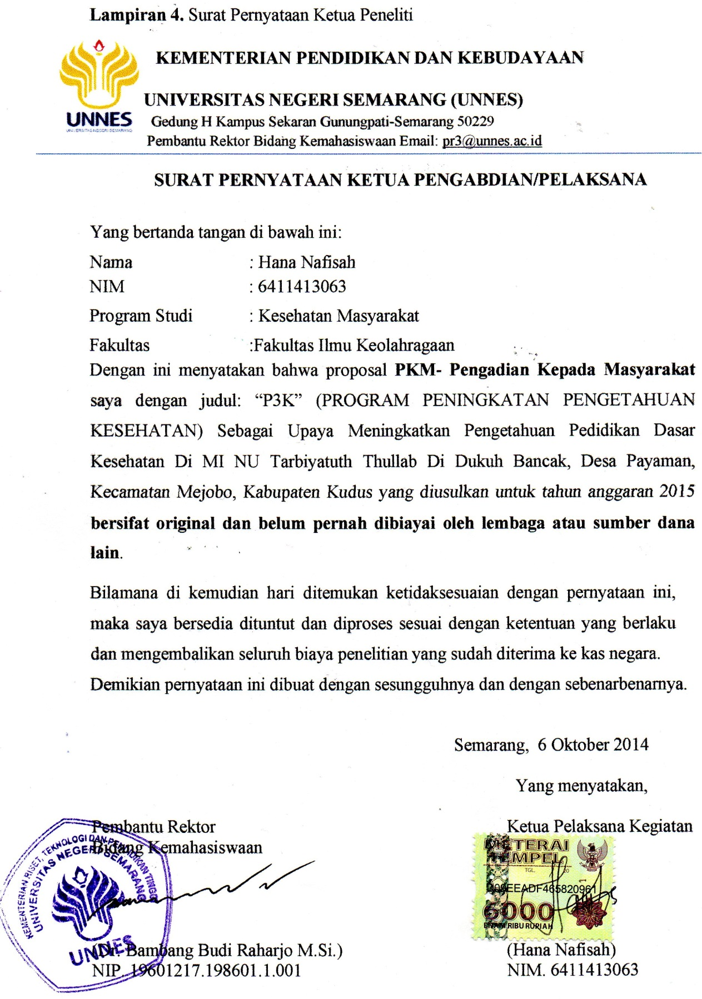 Lampiran 4. Surat Pernyataan Ketua Peneliti
UNNES
UNIVERSITAS NEGERI SEMARANG
KEMENTERIAN PENDIDIKAN DAN KEBUDAYAAN
UNIVERSITAS NEGERI SEMARANG (UNNES)
Gedung H Kampus Sekaran Gunungpati-Semarang 50229
Pembantu Rektor Bidang Kemahasiswaan Email: pr3@unnes.ac.id
SURAT PERNYATAAN KETUA PENGABDIAN/PELAKSANA
Yang bertanda tangan di bawah ini:
Nama : Hana Nafisah
NIM : 6411413063
Program Studi : Kesehatan Masyarakat
Fakultas :Fakultas Ilmu Keolahragaan
Dengan ini menyatakan bahwa proposal PKM- Pengadian Kepada Masyarakat
saya dengan judul: “P3K” (PROGRAM PENINGKATAN PENGETAHUAN
KESEHATAN) Sebagai Upaya Meningkatkan Pengetahuan Pedidikan Dasar
Kesehatan Di MI NU Tarbiyatuth Thullab Di Dukuh Bancak, Desa Payaman,
Kecamatan Mejobo, Kabupaten Kudus yang diusulkan untuk tahun anggaran 2015
bersifat original dan belum pernah dibiayai oleh lembaga atau sumber dana
lain.
Bilamana di kemudian hari ditemukan ketidaksesuaian dengan pernyataan ini,
maka saya bersedia dituntut dan diproses sesuai dengan ketentuan yang berlaku
dan mengembalikan seluruh biaya penelitian yang sudah diterima ke kas negara.
Demikian pernyataan ini dibuat dengan sesungguhnya dan dengan sebenarbenarnya.
Semarang, 6 Oktober 2014
Yang menyatakan,
Pembantu Rektor
Bidang Kemahasiswaan
KEMENTERIAN RISET, TEKNOLOGI DAN PENDIDIKAN TINGGI
UNIVERSITAS NEGERI SEMARANG
UNNES
(Dr. Bambang Budi Raharjo M.Si.)
NIP. 19601217.198601.1.001
Ketua Pelaksana Kegiatan
METERAI
TEMPEL
TGL. 20
EEADF465820961
6000
ENAM RIBU RUPIAH
(Hana Nafisah)
NIM. 6411413063